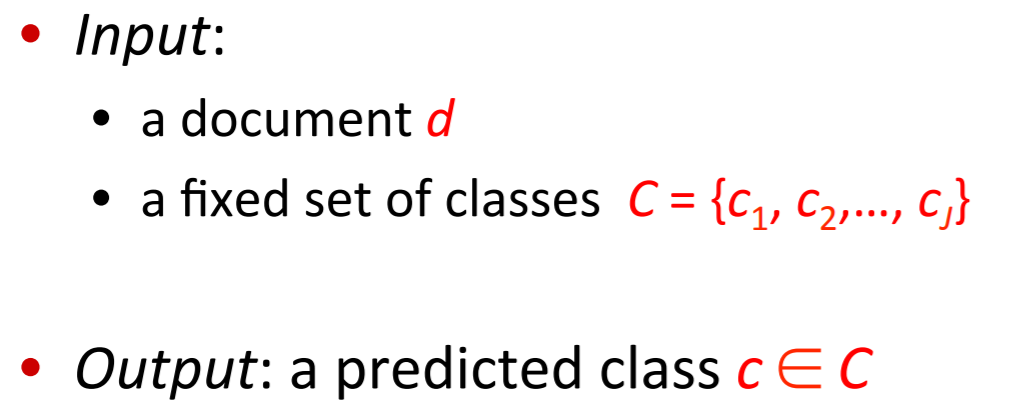 • Input:
• a document d
• a fixed set of classes C = {c₁, c₂,..., cⱼ}
• Output: a predicted class c ∈ C